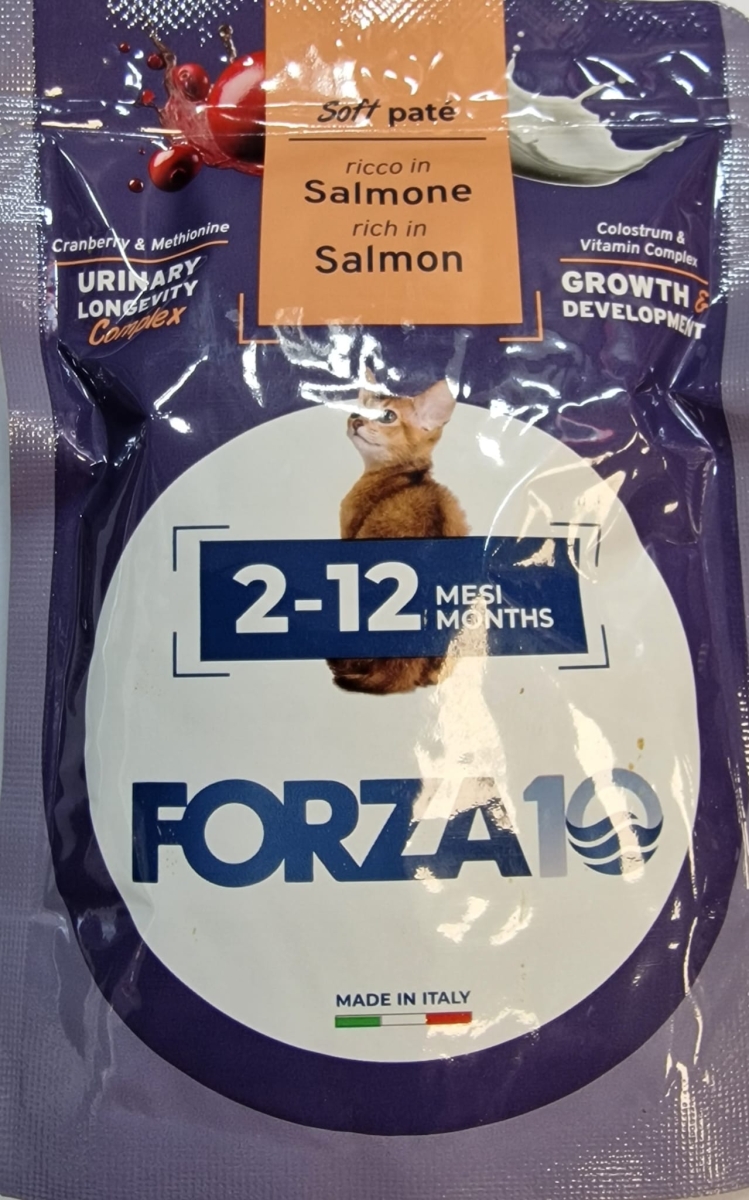 Soft paté
ricco in
Salmone
rich in
Salmon
Cranberry & Methionine
URINARY
LONGEVITY
Complex
Colostrum &
Vitamin Complex
GROWTH &
DEVELOPMENT
2-12 MESI
MONTHS
FORZA10
MADE IN ITALY